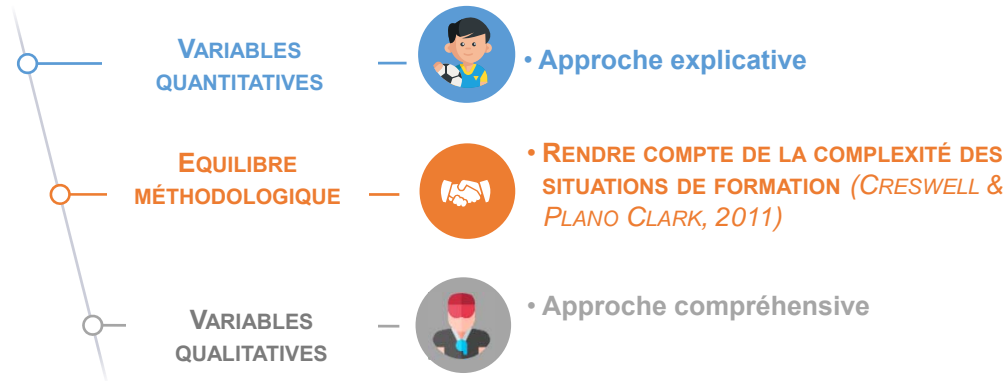 VARIABLES
QUANTITATIVES
• Approche explicative
EQUILIBRE
MÉTHODOLOGIQUE
• RENDRE COMPTE DE LA COMPLEXITÉ DES
SITUATIONS DE FORMATION (CRESWELL &
PLANO CLARK, 2011)
VARIABLES
QUALITATIVES
• Approche compréhensive